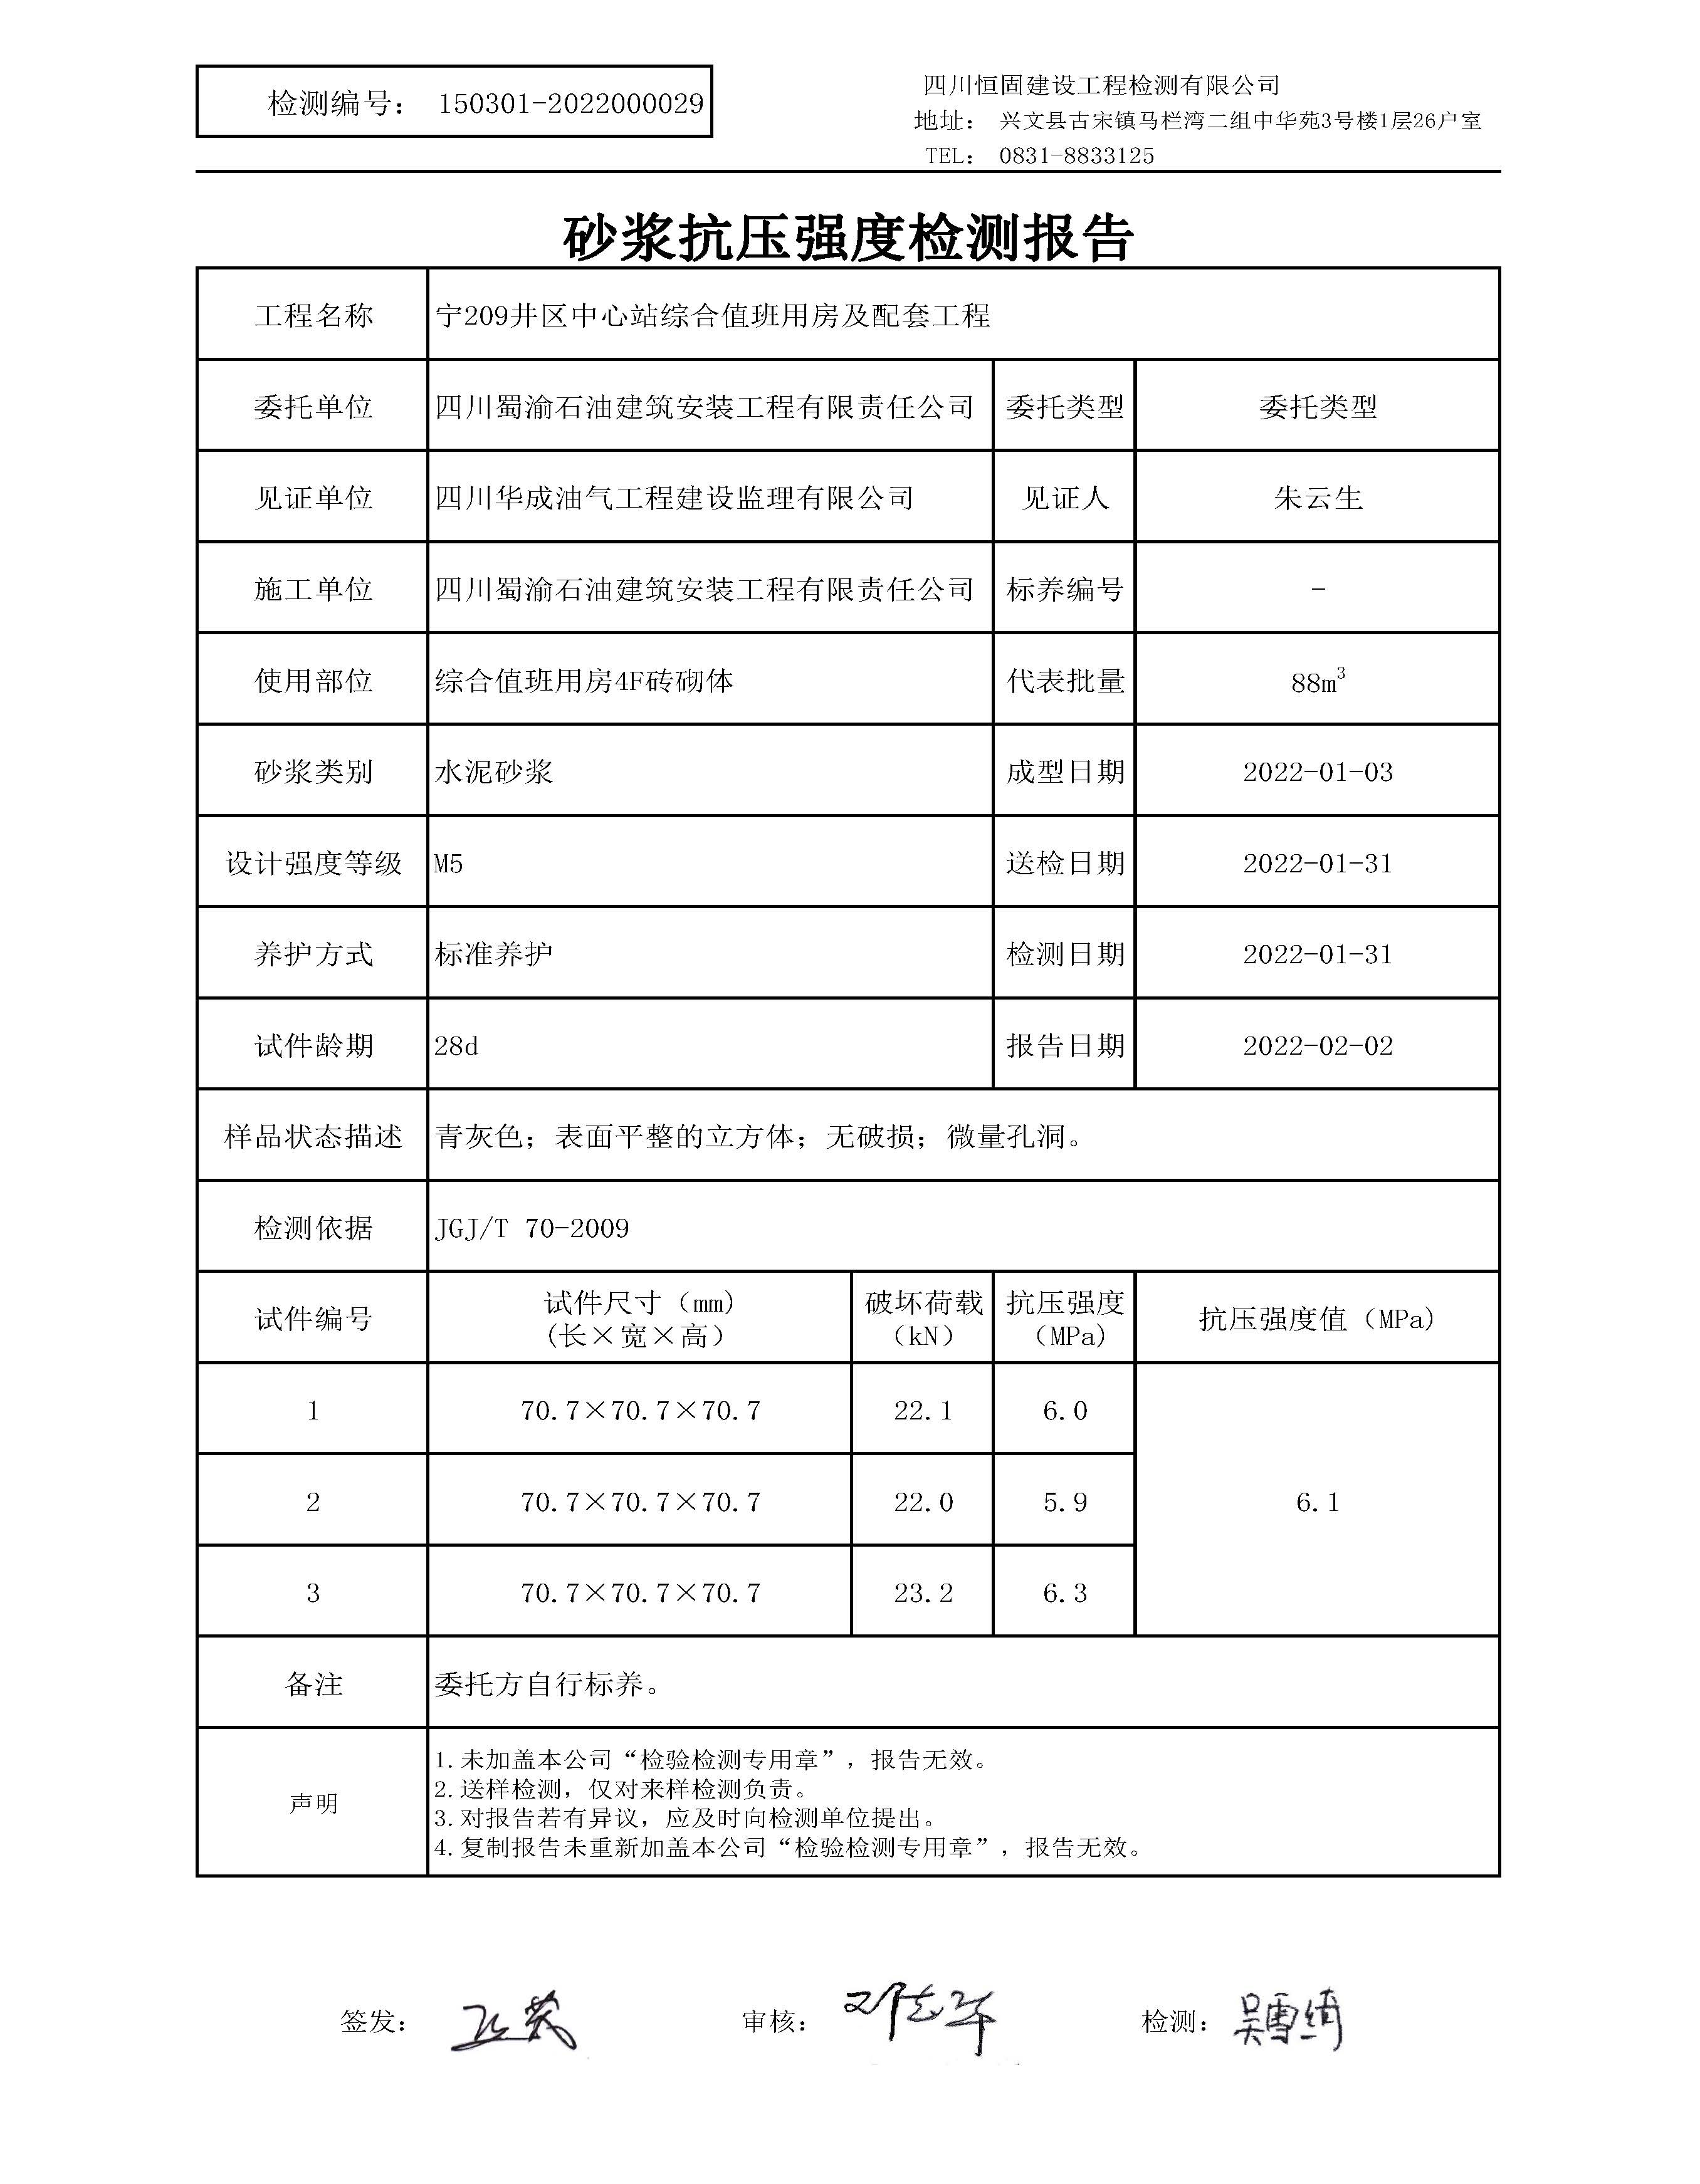 检测编号： 150301-2022000029
四川恒固建设工程检测有限公司
地址： 兴文县古宋镇马栏湾二组中华苑3号楼1层26户室
TEL： 0831-8833125
砂浆抗压强度检测报告
工程名称 宁209井区中心站综合值班用房及配套工程
委托单位 四川蜀渝石油建筑安装工程有限责任公司 委托类型 委托类型
见证单位 四川华成油气工程建设监理有限公司 见证人 朱云生
施工单位 四川蜀渝石油建筑安装工程有限责任公司 标养编号 -
使用部位 综合值班用房4F砖砌体 代表批量 88m³
砂浆类别 水泥砂浆 成型日期 2022-01-03
设计强度等级 M5 送检日期 2022-01-31
养护方式 标准养护 检测日期 2022-01-31
试件龄期 28d 报告日期 2022-02-02
样品状态描述 青灰色；表面平整的立方体；无破损；微量孔洞。
检测依据 JGJ/T 70-2009
试件编号 试件尺寸（mm）（长×宽×高） 破坏荷载（kN） 抗压强度（MPa） 抗压强度值（MPa）
1 70.7×70.7×70.7 22.1 6.0
2 70.7×70.7×70.7 22.0 5.9 6.1
3 70.7×70.7×70.7 23.2 6.3
备注 委托方自行标养。
声明
1.未加盖本公司“检验检测专用章”，报告无效。
2.送样检测，仅对来样检测负责。
3.对报告若有异议，应及时向检测单位提出。
4.复制报告未重新加盖本公司“检验检测专用章”，报告无效。
签发： 审核： 检测：吴雪绮